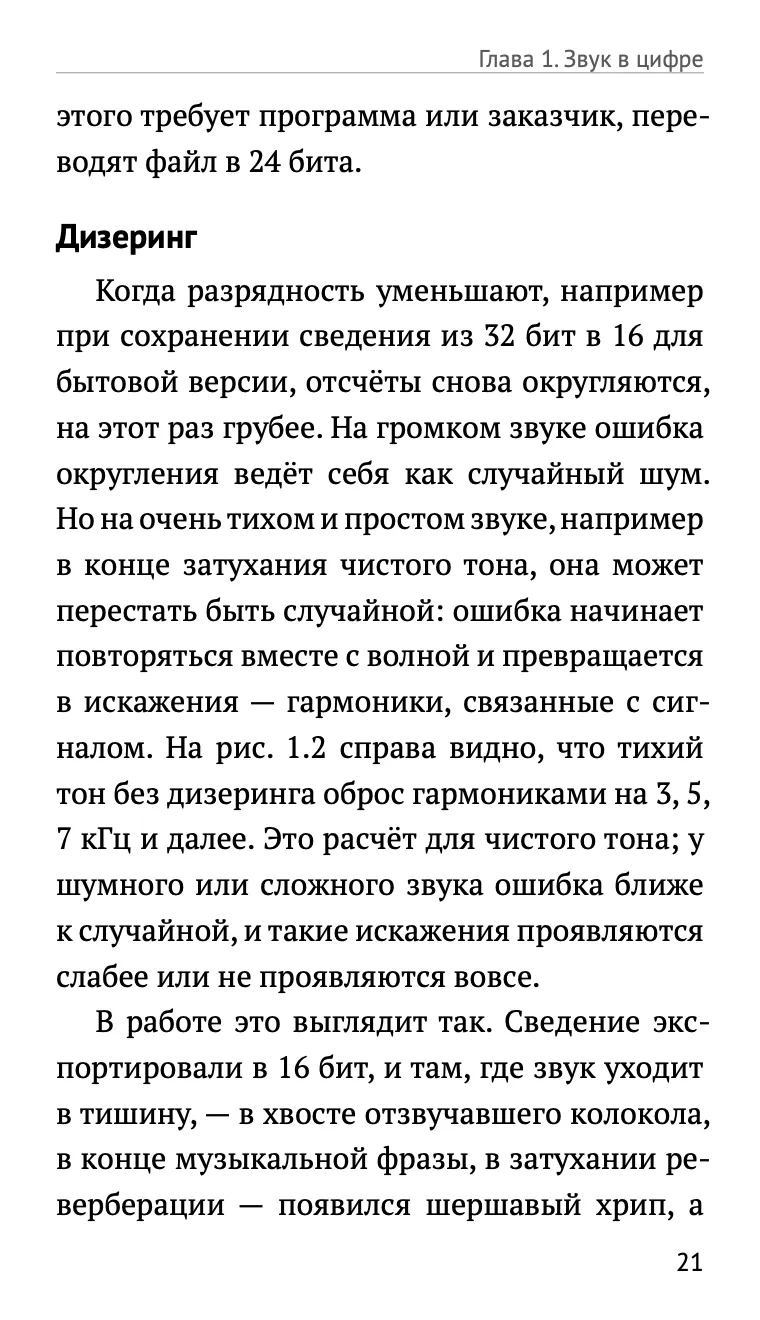 Глава 1. Звук в цифре
этого требует программа или заказчик, пере-
водят файл в 24 бита.
Дизеринг
Когда разрядность уменьшают, например
при сохранении сведения из 32 бит в 16 для
бытовой версии, отсчёты снова округляются,
на этот раз грубее. На громком звуке ошибка
округления ведёт себя как случайный шум.
Но на очень тихом и простом звуке, например
в конце затухания чистого тона, она может
перестать быть случайной: ошибка начинает
повторяться вместе с волной и превращается
в искажения — гармоники, связанные с сиг-
налом. На рис. 1.2 справа видно, что тихий
тон без дизеринга оброс гармониками на 3, 5,
7 кГц и далее. Это расчёт для чистого тона; у
шумного или сложного звука ошибка ближе
к случайной, и такие искажения проявляются
слабее или не проявляются вовсе.
В работе это выглядит так. Сведение экс-
портировали в 16 бит, и там, где звук уходит
в тишину, — в хвосте отзвучавшего колокола,
в конце музыкальной фразы, в затухании ре-
верберации — появился шершавый хрип, а
21